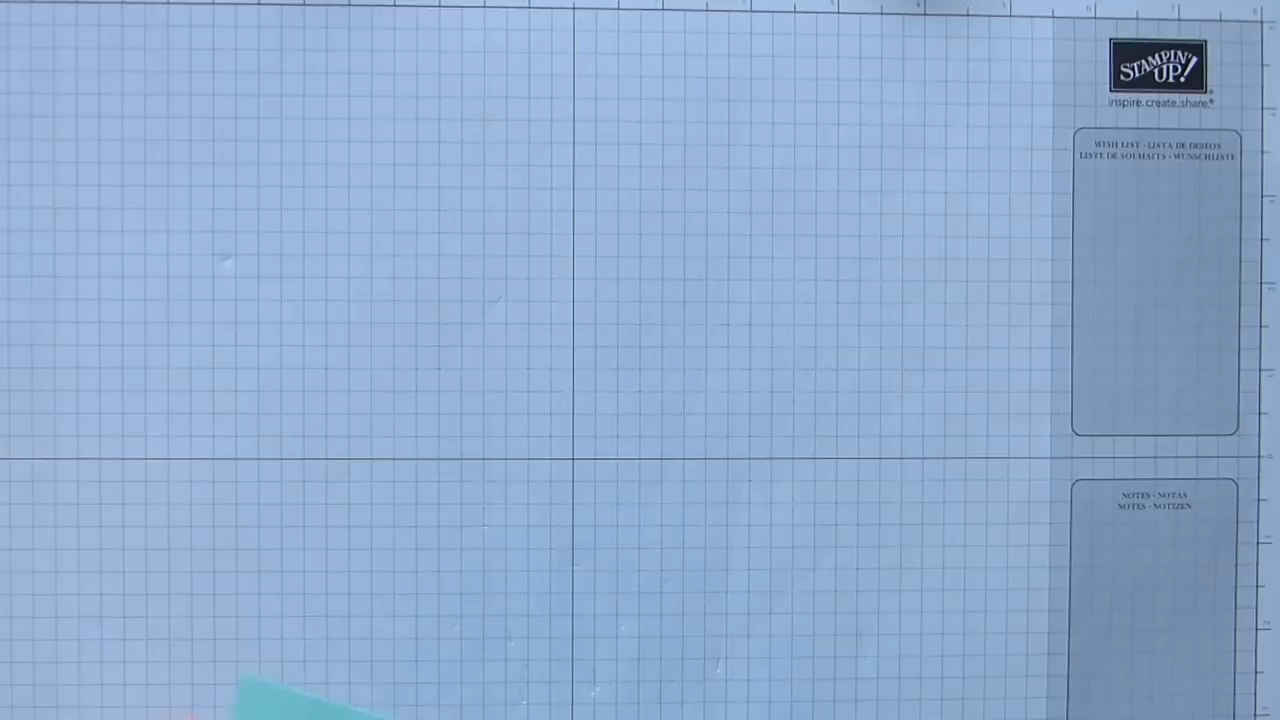 STAMPIN'
UP!
inspire.create.share.®
WISH LIST · LISTA DE DESEOS
LISTE DE SOUHAITS · WUNSCHLISTE
NOTES · NOTAS
NOTES · NOTIZEN